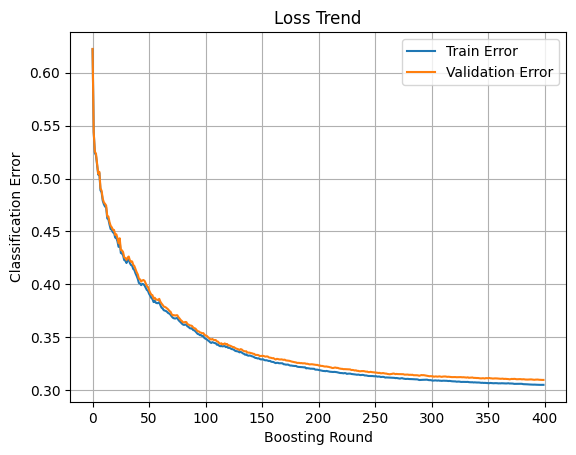 Loss Trend
Train Error
Validation Error
Classification Error
0.60
0.55
0.50
0.45
0.40
0.35
0.30
0 50 100 150 200 250 300 350 400
Boosting Round